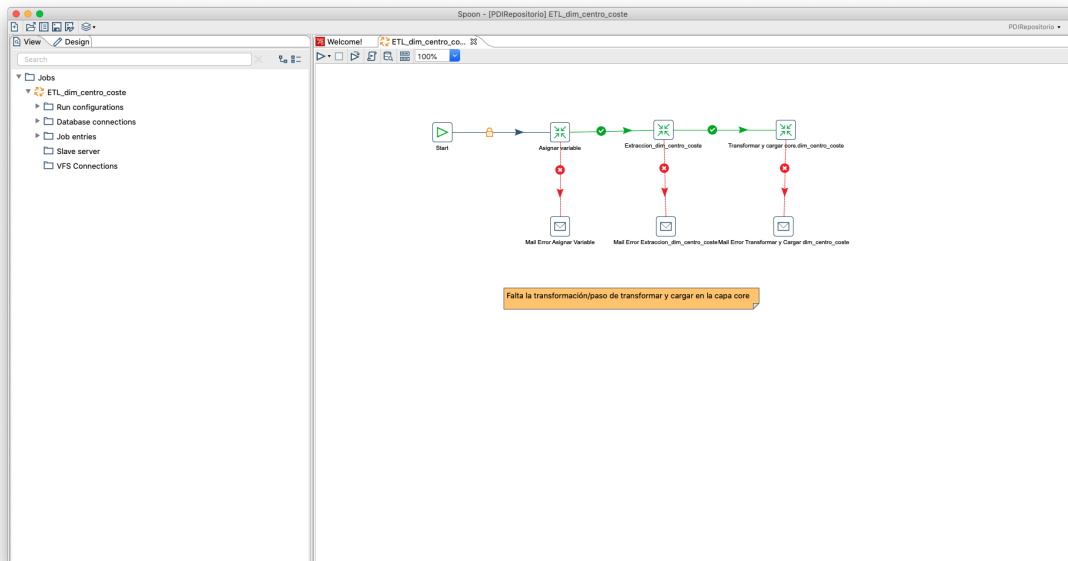 Spoon - [PDIRepositorio] ETL_dim_centro_coste
PDIRepositorio
View
Design
Welcome!
ETL_dim_centro_co...
Search
100%
Jobs
ETL_dim_centro_coste
Run configurations
Database connections
Job entries
Slave server
VFS Connections
Start
Asignar variable
Extraccion_dim_centro_coste
Transformar y cargar core.dim_centro_coste
Mail Error Asignar Variable
Mail Error Extraccion_dim_centro_coste
Mail Error Transformar y Cargar dim_centro_coste
Falta la transformación/paso de transformar y cargar en la capa core